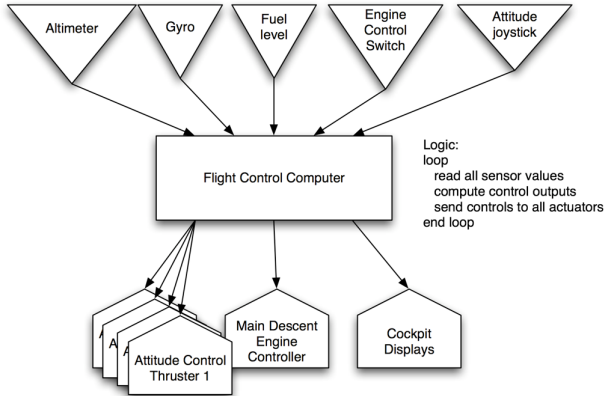 Altimeter
Gyro
Fuel
level
Engine
Control
Switch
Attitude
joystick
Flight Control Computer
Logic:
loop
read all sensor values
compute control outputs
send controls to all actuators
end loop
A
A
A
Attitude Control
Thruster 1
Main Descent
Engine
Controller
Cockpit
Displays